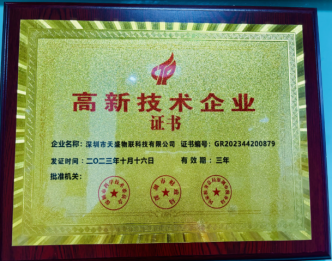 高新技术企业
证书
企业名称：深圳市天盛物联科技有限公司 证书编号：GR202344200879
发证时间：二〇二三年十月十六日 有效期：三年
批准机关：